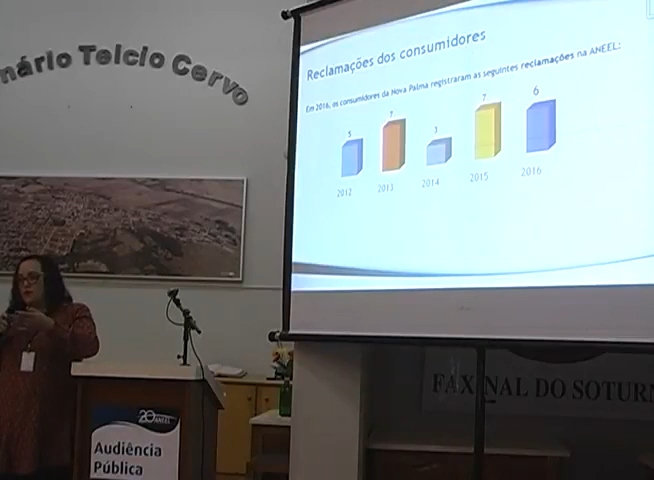 nário Telcio Cervo
Reclamações dos consumidores
Em 2016, os consumidores da Nova Palma registraram as seguintes reclamações na ANEEL:
5
7
3
7
6
2012
2013
2014
2015
2016
FAXINAL DO SOTURN
20
ANEEL
Audiência
Pública